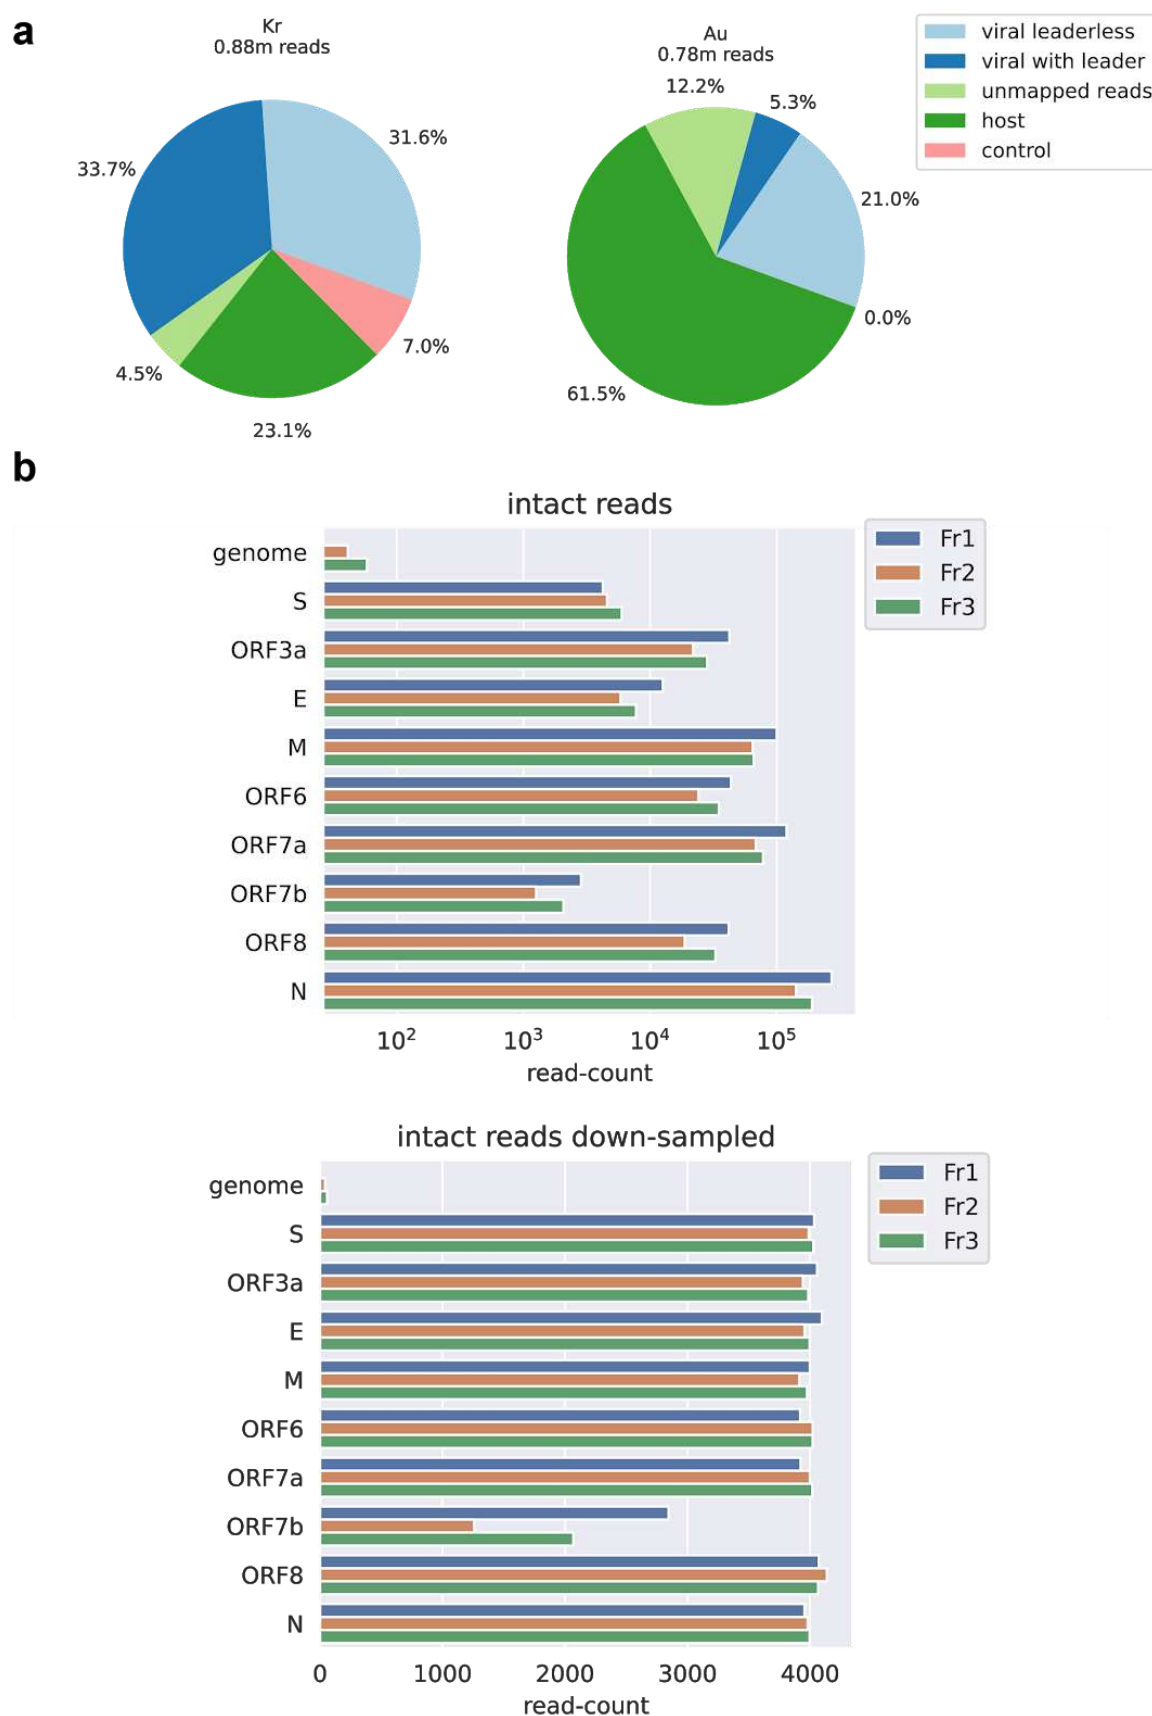 a
Kr
0.88m reads
31.6%
33.7%
4.5%
23.1%
7.0%
Au
0.78m reads
12.2%
5.3%
21.0%
0.0%
61.5%
viral leaderless
viral with leader
unmapped reads
host
control
b
intact reads
genome
S
ORF3a
E
M
ORF6
ORF7a
ORF7b
ORF8
N
10² 10³ 10⁴ 10⁵
read-count
Fr1
Fr2
Fr3
intact reads down-sampled
genome
S
ORF3a
E
M
ORF6
ORF7a
ORF7b
ORF8
N
0 1000 2000 3000 4000
read-count
Fr1
Fr2
Fr3